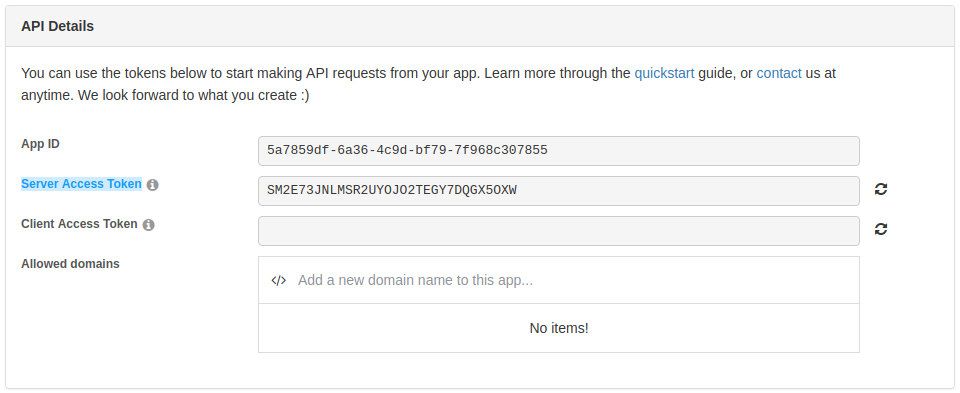 API Details
You can use the tokens below to start making API requests from your app. Learn more through the quickstart guide, or contact us at
anytime. We look forward to what you create :)
App ID
5a7859df-6a36-4c9d-bf79-7f968c307855
Server Access Token
SM2E73JNLMSR2UYOJO2TEGY7DQGX5OXW
Client Access Token
Allowed domains
</> Add a new domain name to this app...
No items!